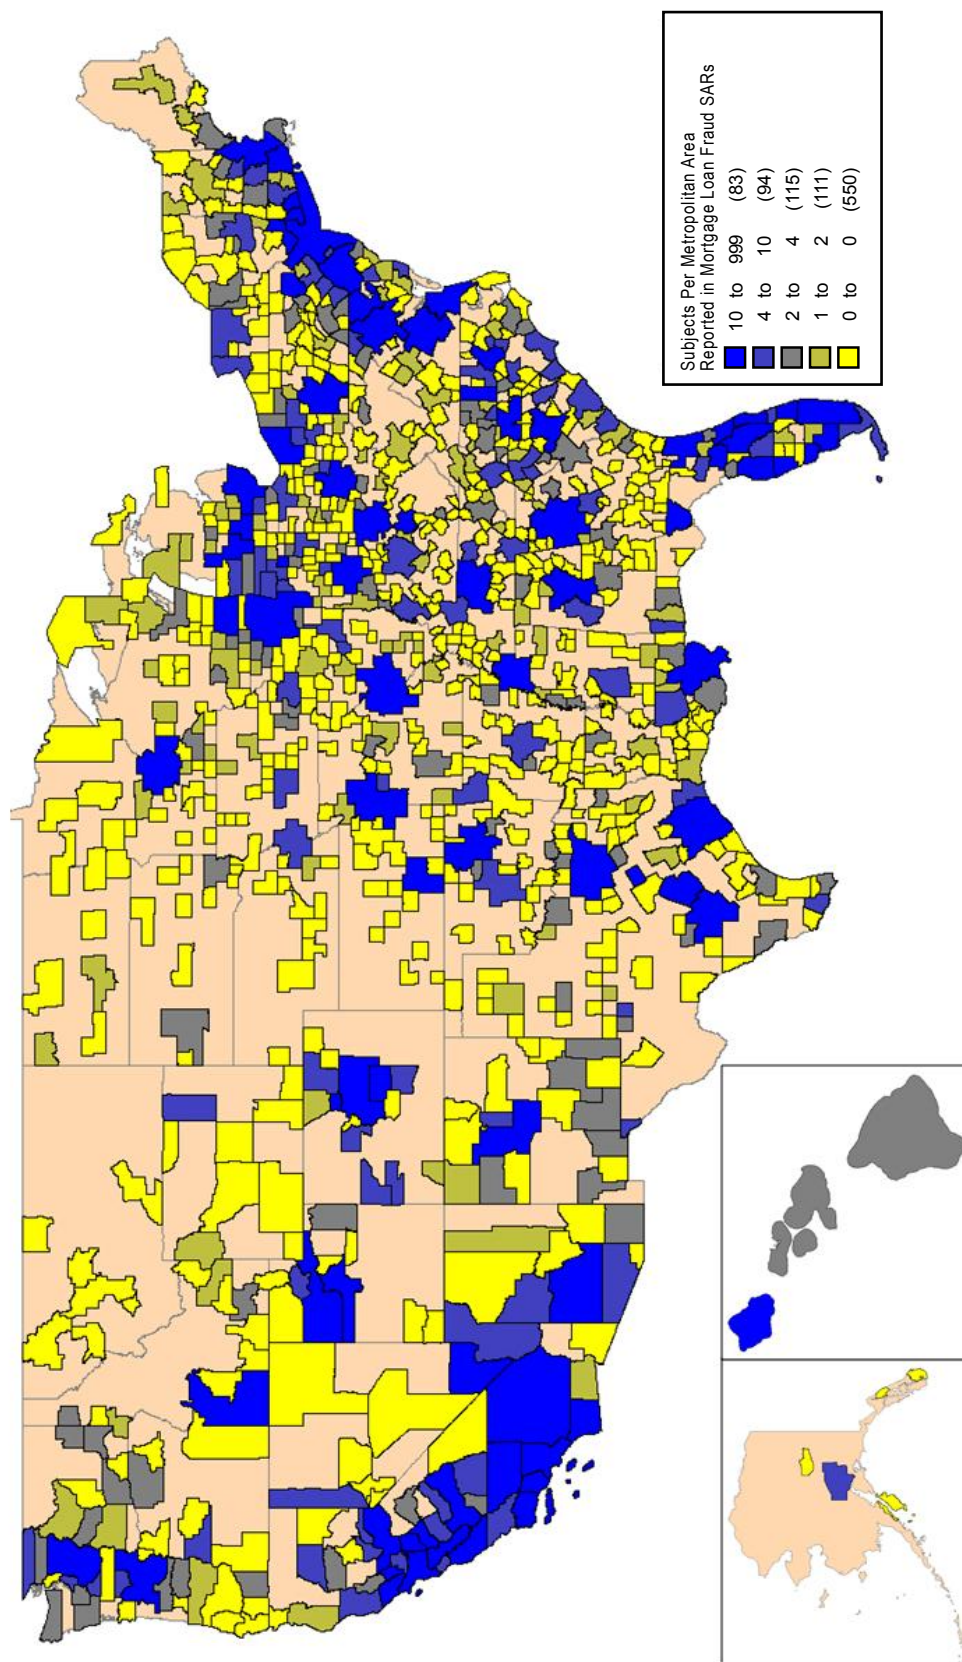 Subjects Per Metropolitan Area
Reported in Mortgage Loan Fraud SARs
10 to 999 (83)
4 to 10 (94)
2 to 4 (115)
1 to 2 (111)
0 to 0 (550)